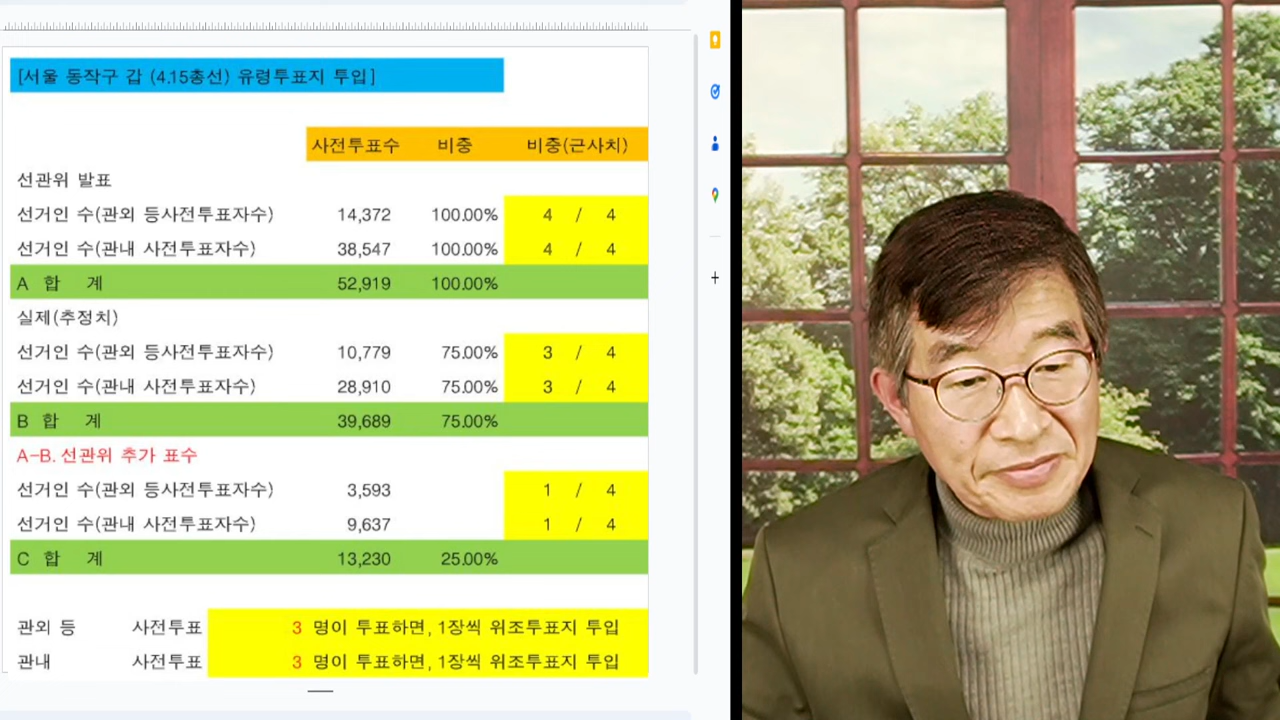 [서울 동작구 갑 (4.15총선) 유령투표지 투입]
사전투표수 비중 비중(근사치)
선관위 발표
선거인 수(관외 등사전투표자수) 14,372 100.00% 4 / 4
선거인 수(관내 사전투표자수) 38,547 100.00% 4 / 4
A 합 계 52,919 100.00%
실제(추정치)
선거인 수(관외 등사전투표자수) 10,779 75.00% 3 / 4
선거인 수(관내 사전투표자수) 28,910 75.00% 3 / 4
B 합 계 39,689 75.00%
A-B. 선관위 추가 표수
선거인 수(관외 등사전투표자수) 3,593 1 / 4
선거인 수(관내 사전투표자수) 9,637 1 / 4
C 합 계 13,230 25.00%
관외 등 사전투표 3 명이 투표하면, 1장씩 위조투표지 투입
관내 사전투표 3 명이 투표하면, 1장씩 위조투표지 투입